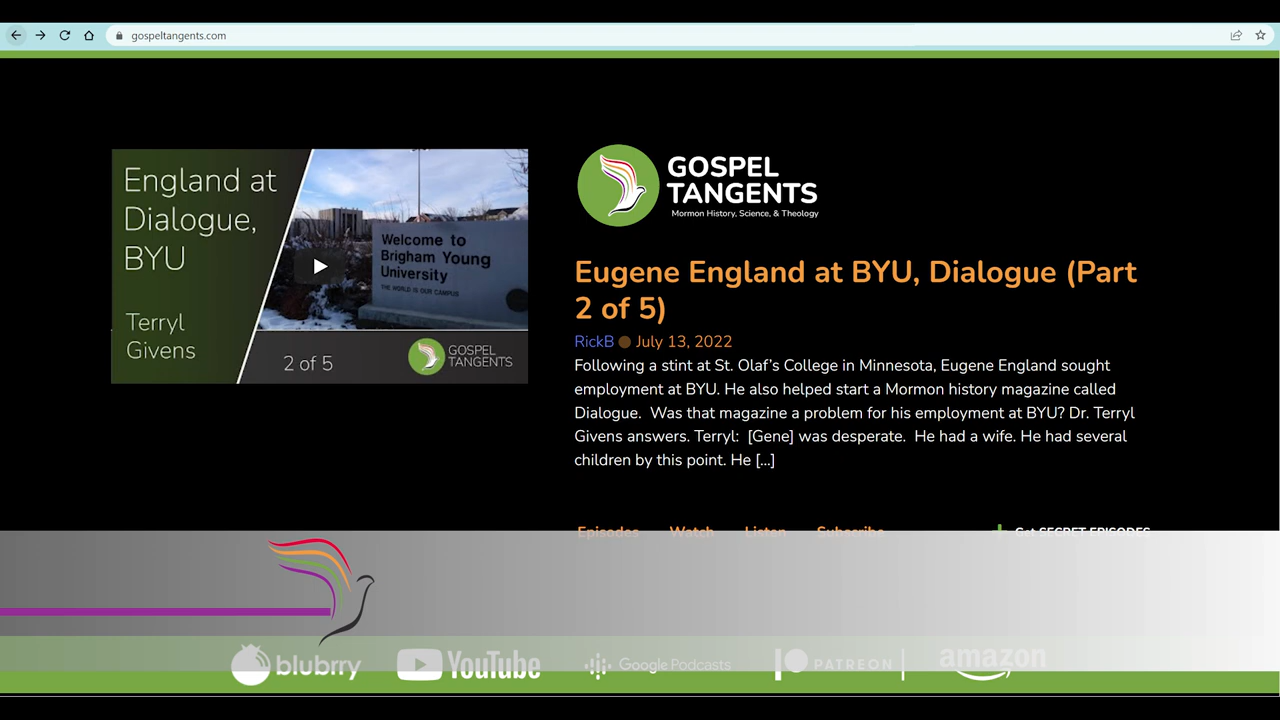 gospeltangents.com
England at
Dialogue,
BYU
Terryl
Givens
Welcome to
Brigham Young
University
THE WORLD IS OUR CAMPUS
2 of 5
GOSPEL
TANGENTS
GOSPEL
TANGENTS
Mormon History, Science, & Theology
Eugene England at BYU, Dialogue (Part
2 of 5)
RickB July 13, 2022
Following a stint at St. Olaf’s College in Minnesota, Eugene England sought
employment at BYU. He also helped start a Mormon history magazine called
Dialogue.  Was that magazine a problem for his employment at BYU? Dr. Terryl
Givens answers. Terryl:  [Gene] was desperate.  He had a wife. He had several
children by this point. He [...]
Episodes Watch Listen Subscribe Get SECRET EPISODES
blubrry YouTube Google Podcasts PATREON amazon